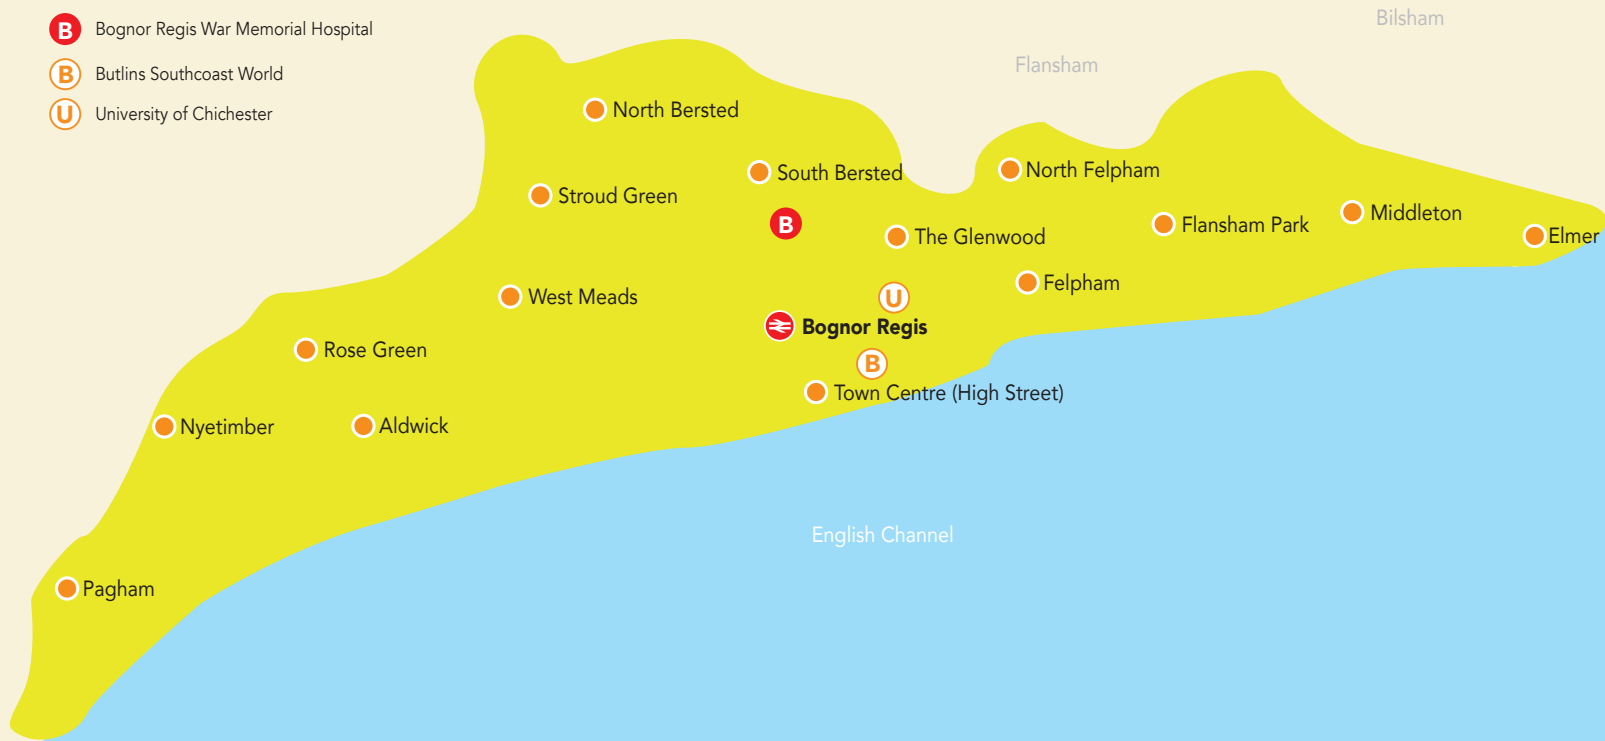 B Bognor Regis War Memorial Hospital
B Butlins Southcoast World
U University of Chichester
Bilsham
Flansham
North Bersted
South Bersted
North Felpham
Stroud Green
B
The Glenwood
Flansham Park
Middleton
Elmer
West Meads
U
Felpham
Bognor Regis
Rose Green
B
Town Centre (High Street)
Nyetimber
Aldwick
English Channel
Pagham